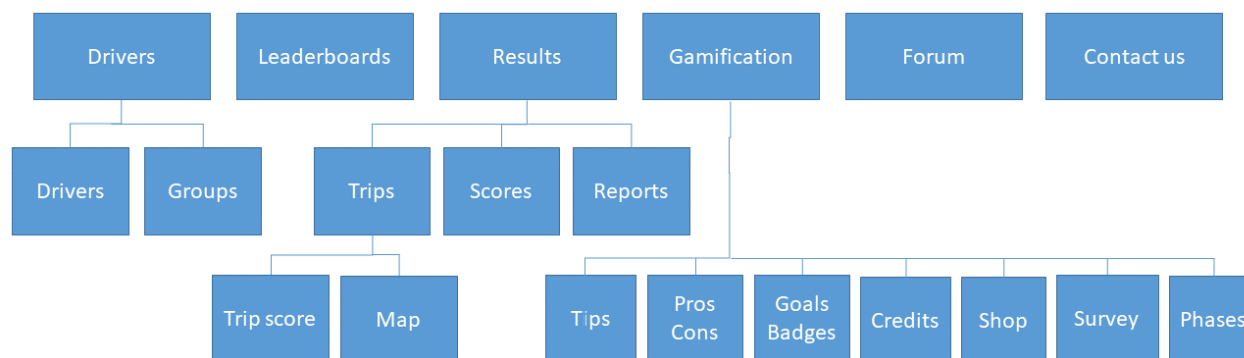 Drivers
Leaderboards
Results
Gamification
Forum
Contact us
Drivers
Groups
Trips
Scores
Reports
Trip score
Map
Tips
Pros
Cons
Goals
Badges
Credits
Shop
Survey
Phases